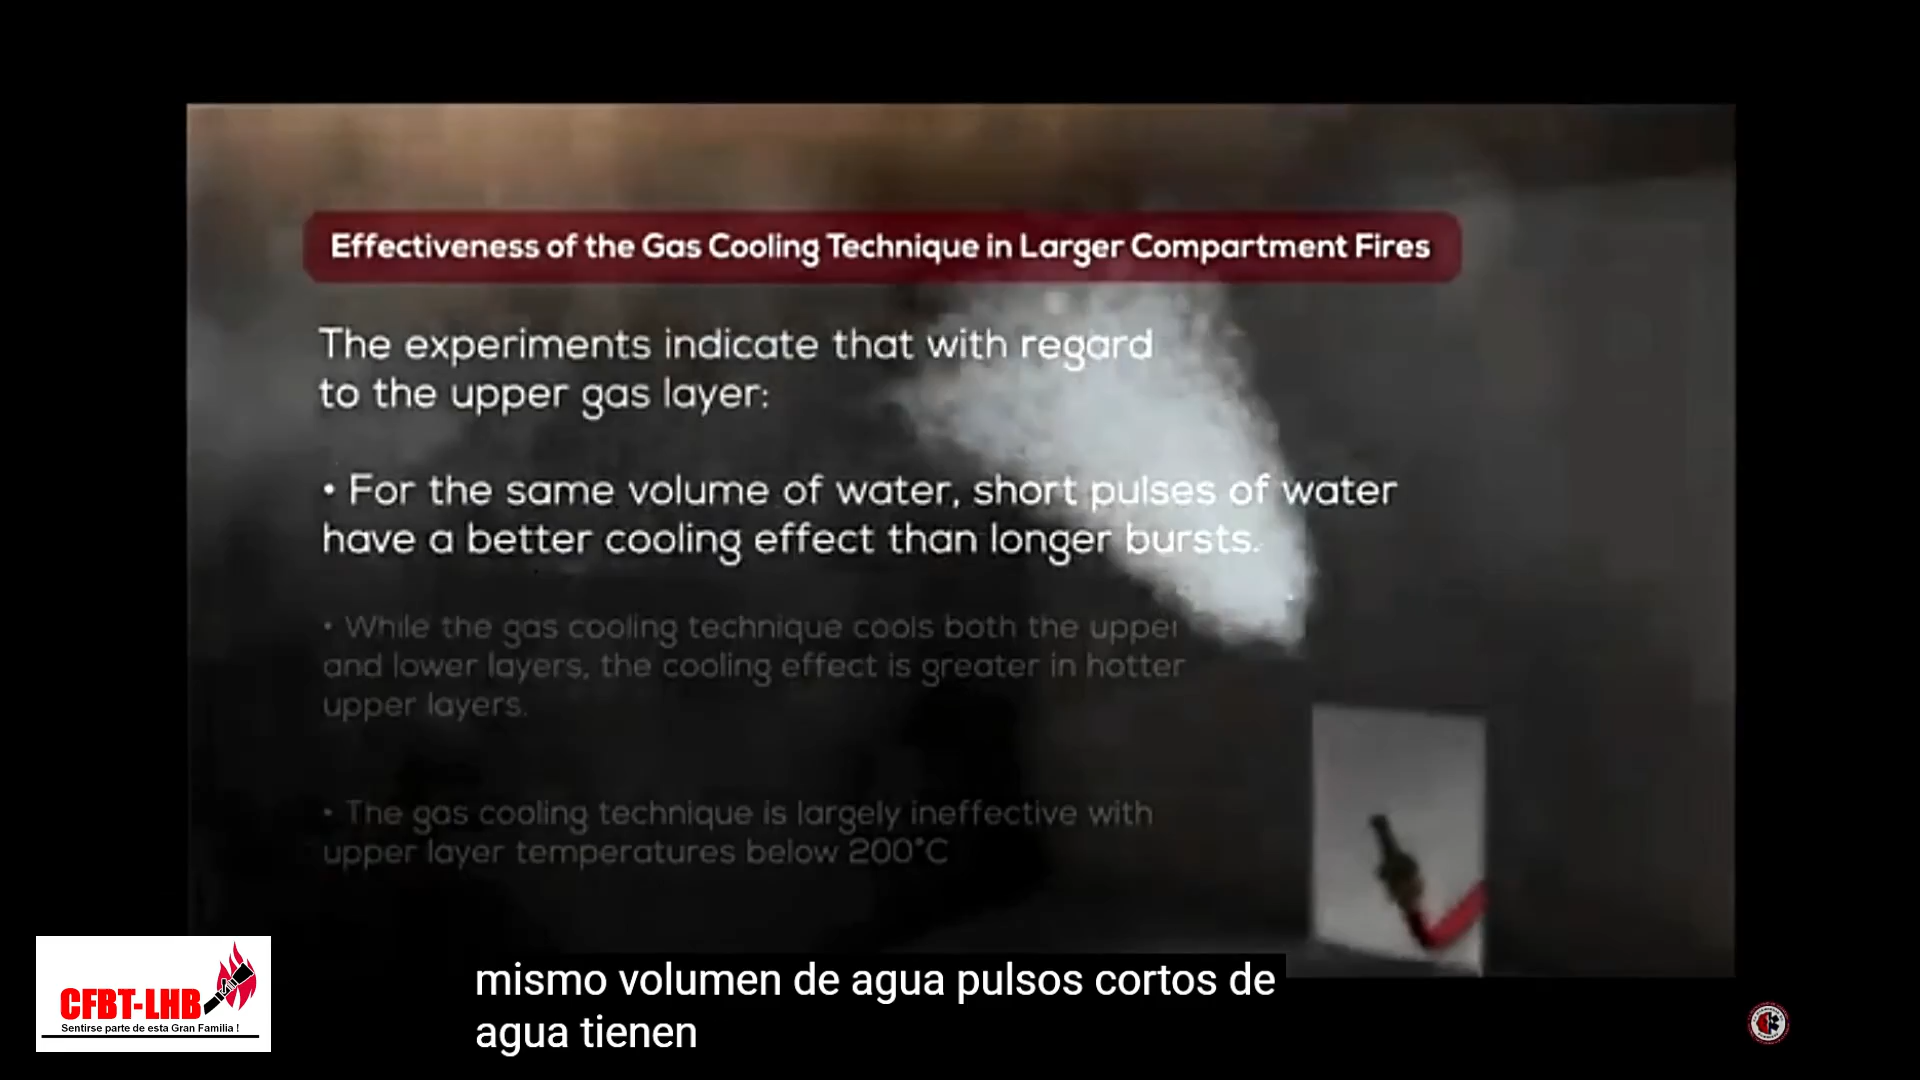 Effectiveness of the Gas Cooling Technique in Larger Compartment Fires
The experiments indicate that with regard
to the upper gas layer:
• For the same volume of water, short pulses of water
have a better cooling effect than longer bursts.
• While the gas cooling technique cools both the upper
and lower layers, the cooling effect is greater in hotter
upper layers.
• The gas cooling technique is largely ineffective with
upper layer temperatures below 200°C
CFBT-LHB
Sentirse parte de esta Gran Familia !
mismo volumen de agua pulsos cortos de
agua tienen